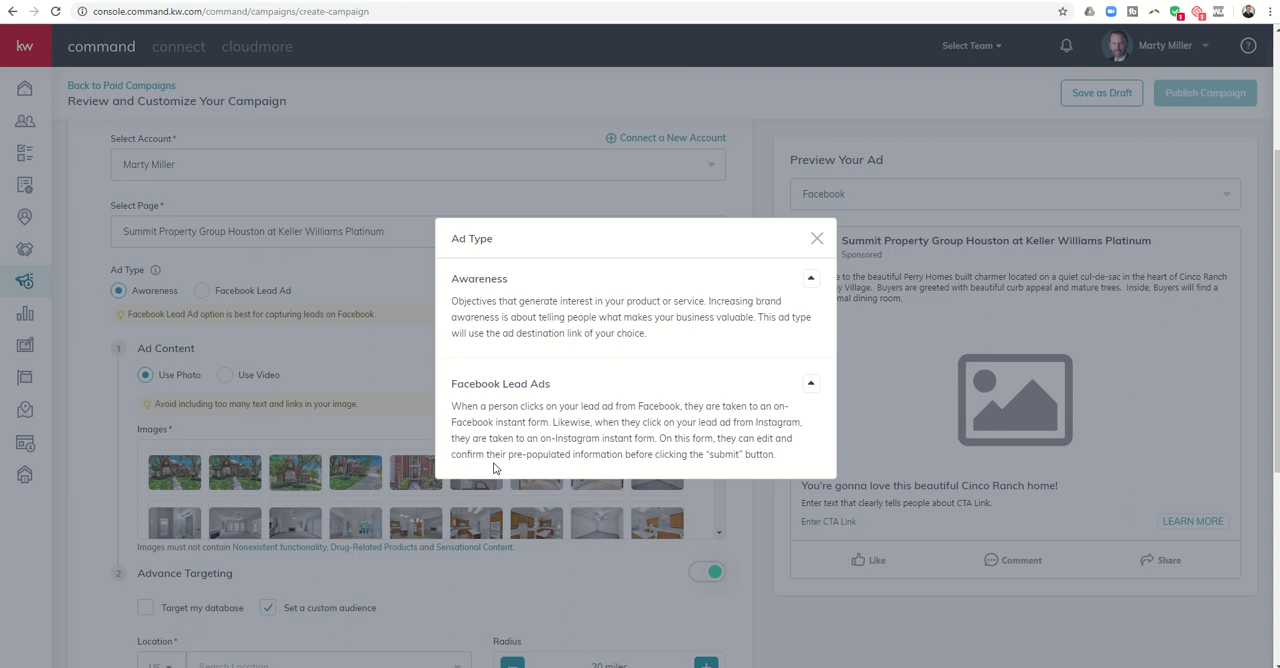 console.command.kw.com/command/campaigns/create-campaign
1
1
kw
command
connect
cloudmore
Select Team
Marty Miller
Back to Paid Campaigns
Review and Customize Your Campaign
Save as Draft
Publish Campaign
Select Account*
Connect a New Account
Marty Miller
Select Page*
Summit Property Group Houston at Keller Williams Platinum
Ad Type
Awareness
Facebook Lead Ad
Facebook Lead Ad option is best for capturing leads on Facebook.
1
Ad Content
Use Photo
Use Video
Avoid including too many text and links in your image.
Images*
Images must not contain Nonexistent functionality, Drug-Related Products and Sensational Content.
2
Advance Targeting
Target my database
Set a custom audience
Location*
Radius
US
Search Location
20 miles
Ad Type
Awareness
Objectives that generate interest in your product or service. Increasing brand
awareness is about telling people what makes your business valuable. This ad type
will use the ad destination link of your choice.
Facebook Lead Ads
When a person clicks on your lead ad from Facebook, they are taken to an on-
Facebook instant form. Likewise, when they click on your lead ad from Instagram,
they are taken to an on-Instagram instant form. On this form, they can edit and
confirm their pre-populated information before clicking the “submit” button.
Preview Your Ad
Facebook
Summit Property Group Houston at Keller Williams Platinum
Sponsored
e to the beautiful Perry Homes built charmer located on a quiet cul-de-sac in the heart of Cinco Ranch
y Village. Buyers are greeted with beautiful curb appeal and mature trees. Inside, Buyers will find a
mal dining room,
You're gonna love this beautiful Cinco Ranch home!
Enter text that clearly tells people about CTA Link.
Enter CTA Link
LEARN MORE
Like
Comment
Share